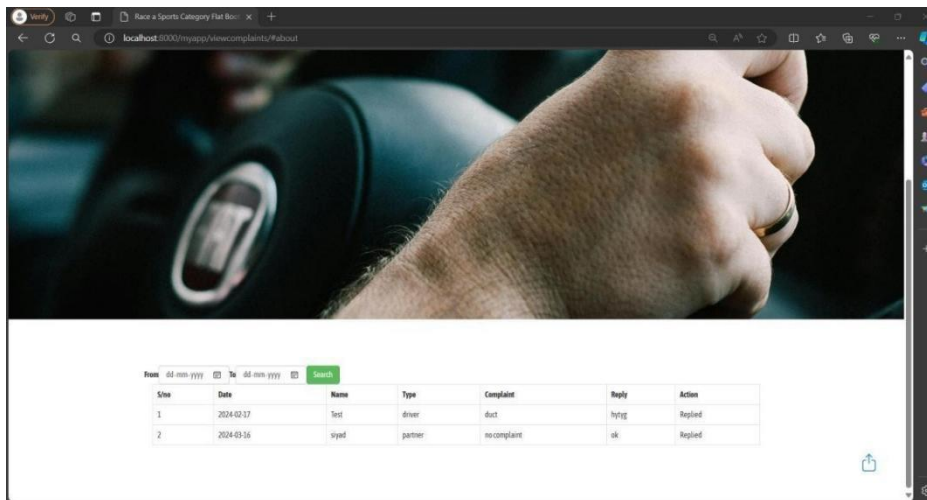 Verify
Race a Sports Category Flat Boo
localhost:8000/myapp/viewcomplaints/#about
From dd-mm-yyyy To dd-mm-yyyy Search
S/no Date Name Type Complaint Reply Action
1 2024-02-17 Test driver duct hytyg Replied
2 2024-03-16 siyad partner no complaint ok Replied